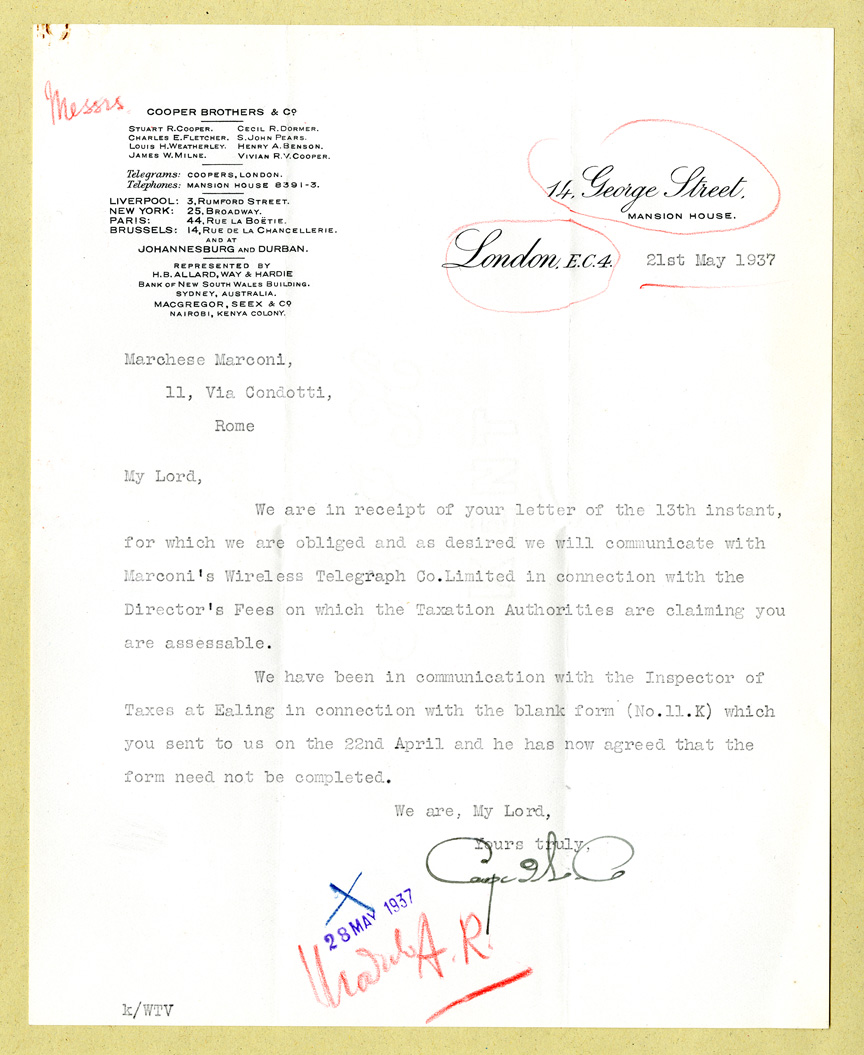 Messrs
COOPER BROTHERS & Cº
STUART R. COOPER. CECIL R. DORMER.
CHARLES E. FLETCHER. S. JOHN PEARS.
LOUIS H. WEATHERLEY. HENRY A. BENSON.
JAMES W. MILNE. VIVIAN R. V. COOPER.
Telegrams: COOPERS, LONDON.
Telephones: MANSION HOUSE 8391-3.
LIVERPOOL: 3, RUMFORD STREET.
NEW YORK: 25, BROADWAY.
PARIS: 44, RUE LA BOËTIE.
BRUSSELS: 14, RUE DE LA CHANCELLERIE.
AND AT
JOHANNESBURG AND DURBAN.
REPRESENTED BY
H. B. ALLARD, WAY & HARDIE
BANK OF NEW SOUTH WALES BUILDING.
SYDNEY, AUSTRALIA.
MACGREGOR, SEEX & Cº
NAIROBI, KENYA COLONY.
14, George Street,
MANSION HOUSE.
London, E.C.4. 21st May 1937
Marchese Marconi,
11, Via Condotti,
Rome
My Lord,
We are in receipt of your letter of the 13th instant,
for which we are obliged and as desired we will communicate with
Marconi's Wireless Telegraph Co.Limited in connection with the
Director's Fees on which the Taxation Authorities are claiming you
are assessable.
We have been in communication with the Inspector of
Taxes at Ealing in connection with the blank form (No.11.K) which
you sent to us on the 22nd April and he has now agreed that the
form need not be completed.
We are, My Lord,
Yours truly,
28 MAY 1937
A.R.
k/WTV